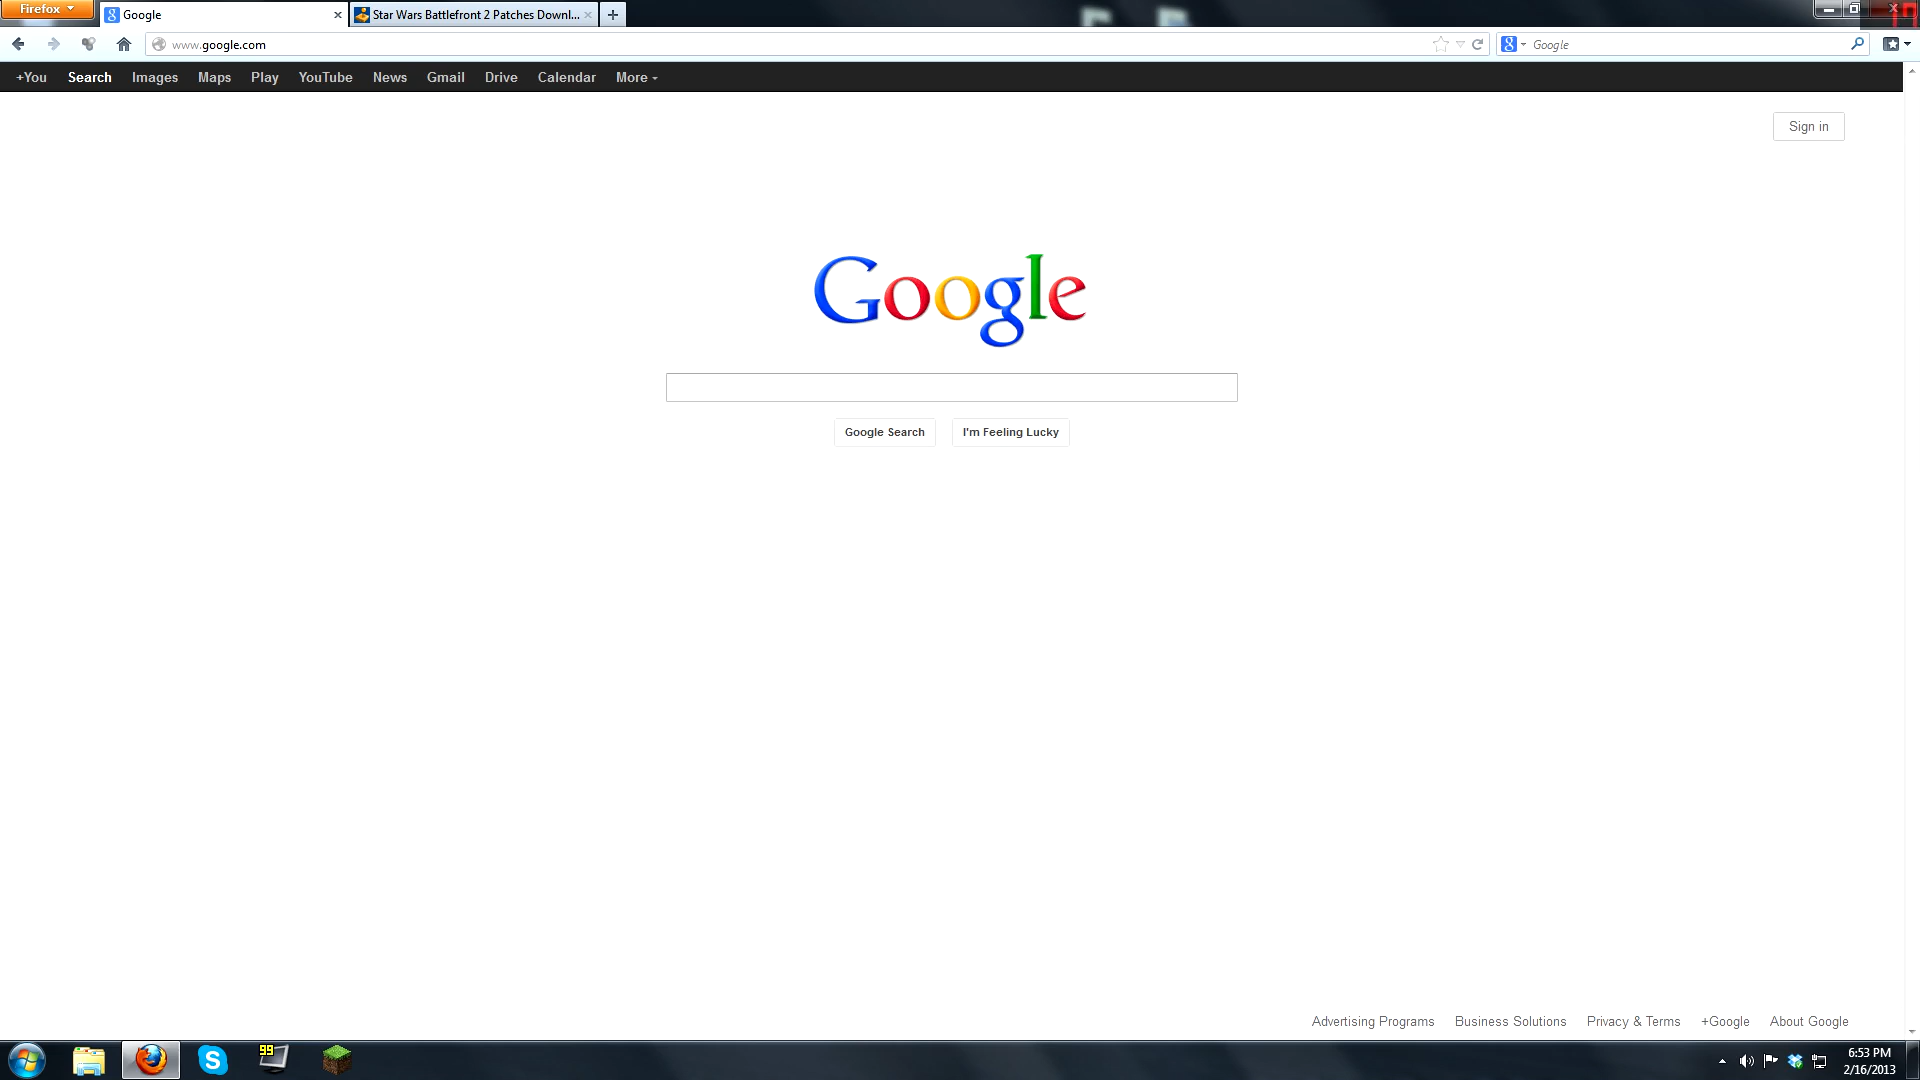 Firefox
Google
Star Wars Battlefront 2 Patches Downl...
www.google.com
Google
+You Search Images Maps Play YouTube News Gmail Drive Calendar More
Sign in
Google
Google Search I'm Feeling Lucky
Advertising Programs Business Solutions Privacy & Terms +Google About Google
99
6:53 PM
2/16/2013